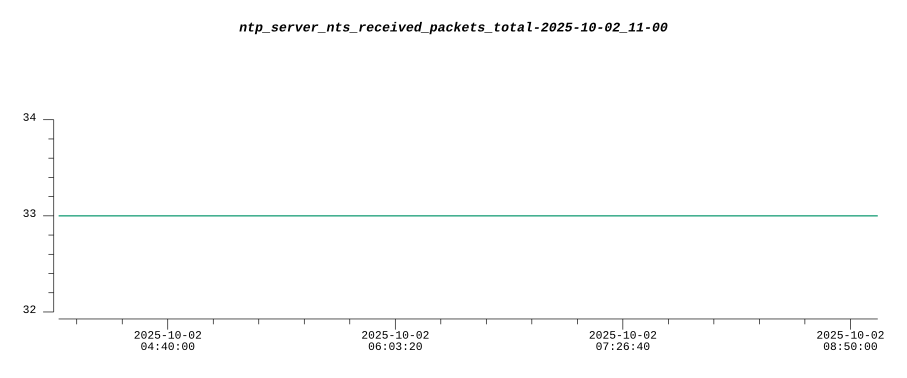 ntp_server_nts_received_packets_total-2025-10-02_11-00
34
33
32
2025-10-02 2025-10-02 2025-10-02 2025-10-02
04:40:00 06:03:20 07:26:40 08:50:00